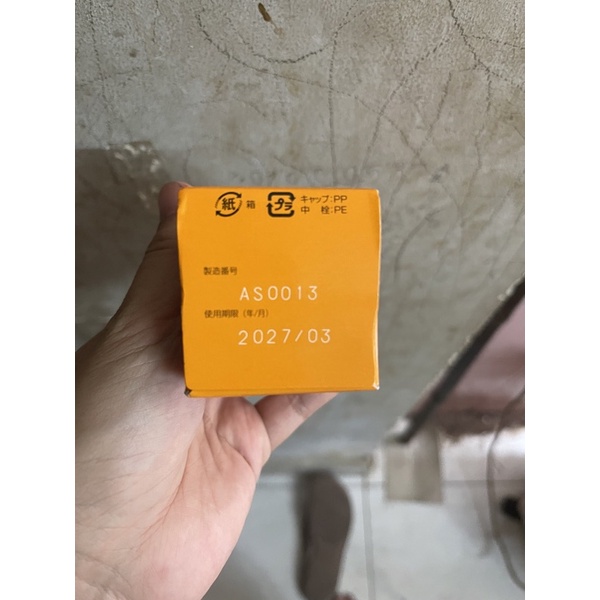 紙 箱 プラ キャップ:PP
中 栓:PE
製造番号
AS0013
使用期限（年/月）
2027/03